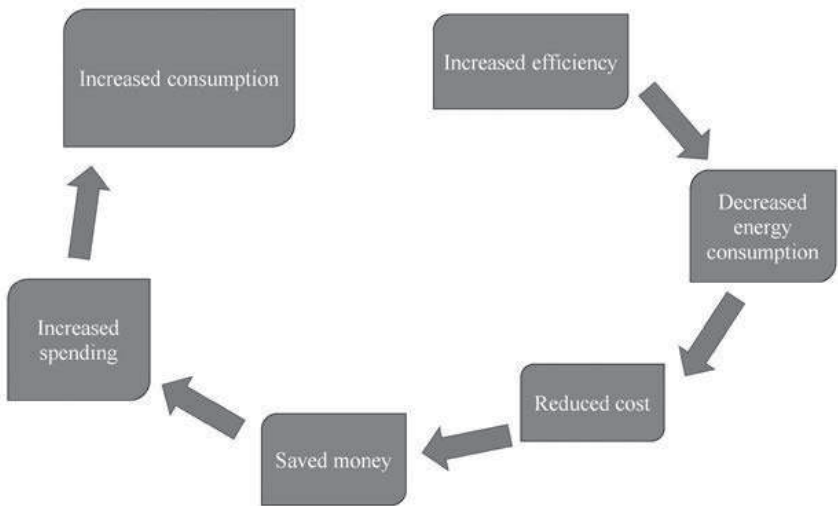 Increased efficiency
Decreased
energy
consumption
Reduced cost
Saved money
Increased
spending
Increased consumption